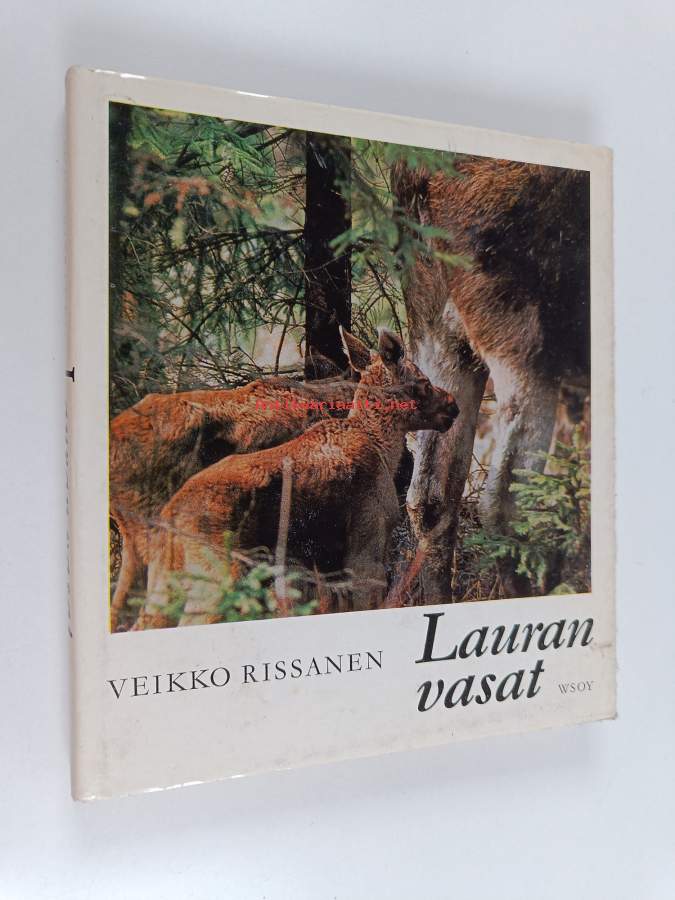 VEIKKO RISSANEN
Lauran
vasat
WSOY